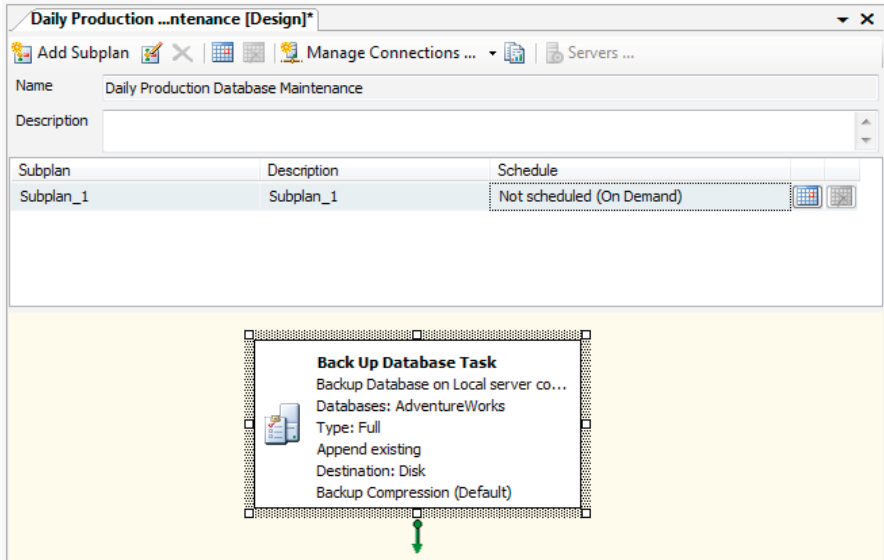 Daily Production ...ntenance [Design]*
Add Subplan Manage Connections ... Servers ...
Name Daily Production Database Maintenance
Description
Subplan Description Schedule
Subplan_1 Subplan_1 Not scheduled (On Demand)
Back Up Database Task
Backup Database on Local server co...
Databases: AdventureWorks
Type: Full
Append existing
Destination: Disk
Backup Compression (Default)